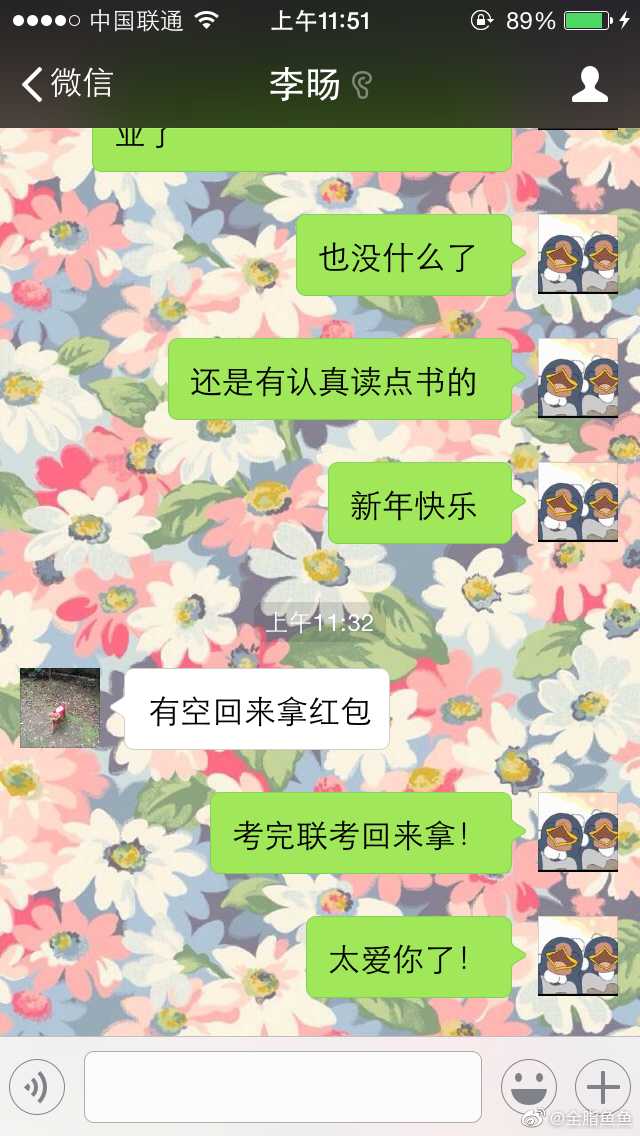 中国联通
上午11:51
89%
微信
李旸
业了
也没什么了
还是有认真读点书的
新年快乐
上午11:32
有空回来拿红包
考完联考回来拿！
太爱你了！
@全脂鱼鱼